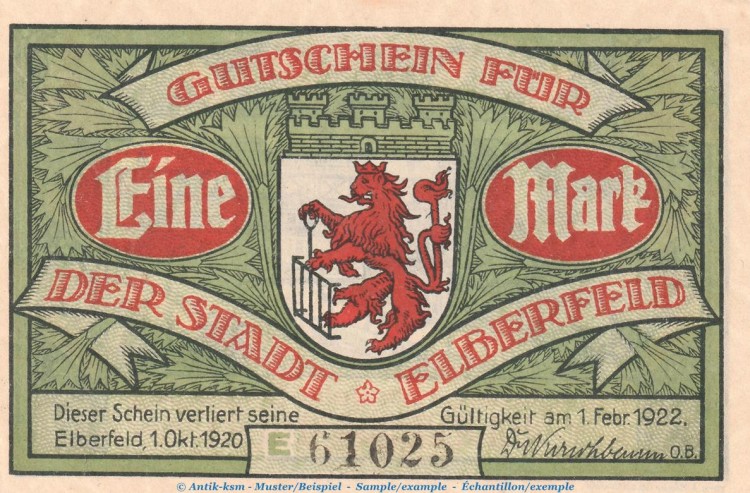 GUTSCHEIN FÜR
Eine Mark
DER STADT ELBERFELD
Dieser Schein verliert seine Gültigkeit am 1. Febr. 1922.
Elberfeld, 1. Okt. 1920
E 61025
O.B.
© Antik-ksm - Muster/Beispiel - Sample/example - Échantillon/exemple